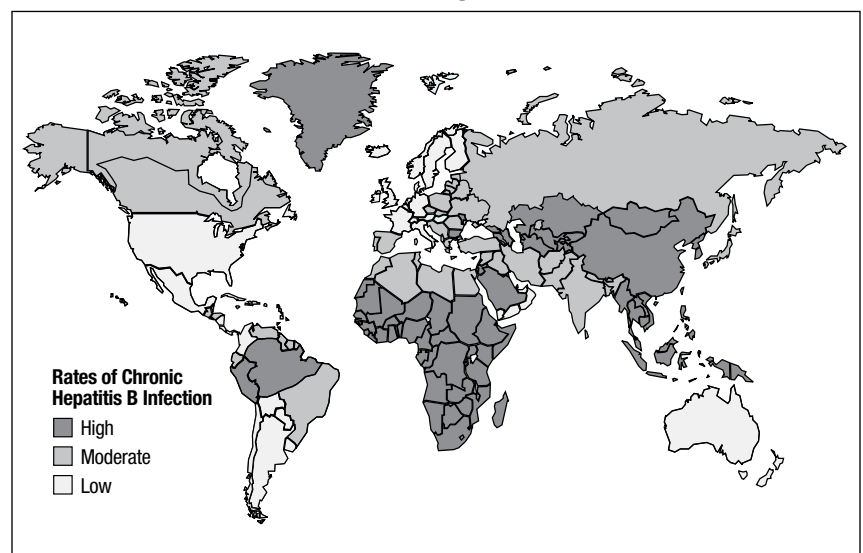 Rates of Chronic
Hepatitis B Infection
High
Moderate
Low